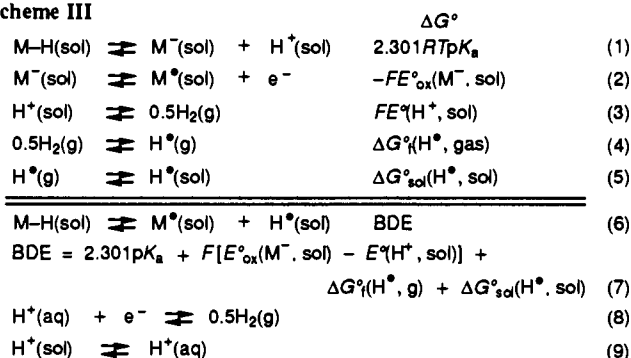 cheme III
ΔG°
M–H(sol) ⇌ M⁻(sol) + H⁺(sol) 2.301RTpKₐ (1)
M⁻(sol) ⇌ M•(sol) + e⁻ -FE°ₒₓ(M⁻, sol) (2)
H⁺(sol) ⇌ 0.5H₂(g) FE°(H⁺, sol) (3)
0.5H₂(g) ⇌ H•(g) ΔG°f(H•, gas) (4)
H•(g) ⇌ H•(sol) ΔG°sol(H•, sol) (5)
M–H(sol) ⇌ M•(sol) + H•(sol) BDE (6)
BDE = 2.301pKₐ + F[E°ₒₓ(M⁻, sol) – E°(H⁺, sol)] +
ΔG°f(H•, g) + ΔG°sol(H•, sol) (7)
H⁺(aq) + e⁻ ⇌ 0.5H₂(g) (8)
H⁺(sol) ⇌ H⁺(aq) (9)